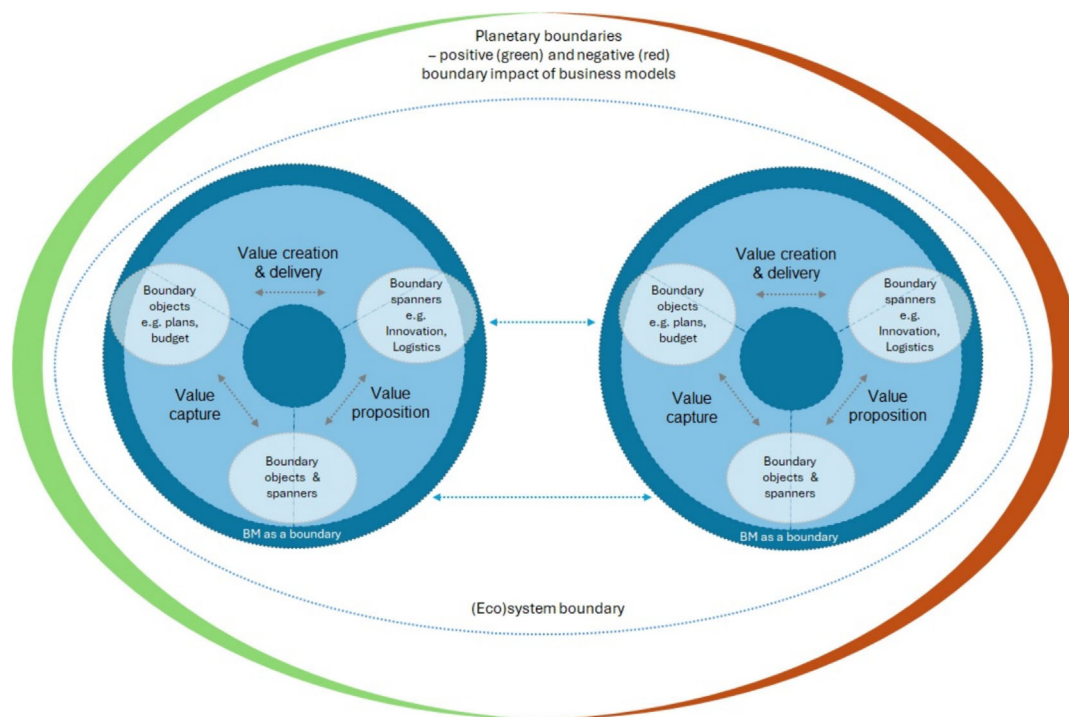 Planetary boundaries
– positive (green) and negative (red)
boundary impact of business models
Value creation
& delivery
Boundary
objects
e.g. plans,
budget
Boundary
spanners
e.g.
Innovation,
Logistics
Value
capture
Value
proposition
Boundary
objects &
spanners
BM as a boundary
Value creation
& delivery
Boundary
objects
e.g. plans,
budget
Boundary
spanners
e.g.
Innovation,
Logistics
Value
capture
Value
proposition
Boundary
objects &
spanners
BM as a boundary
(Eco)system boundary